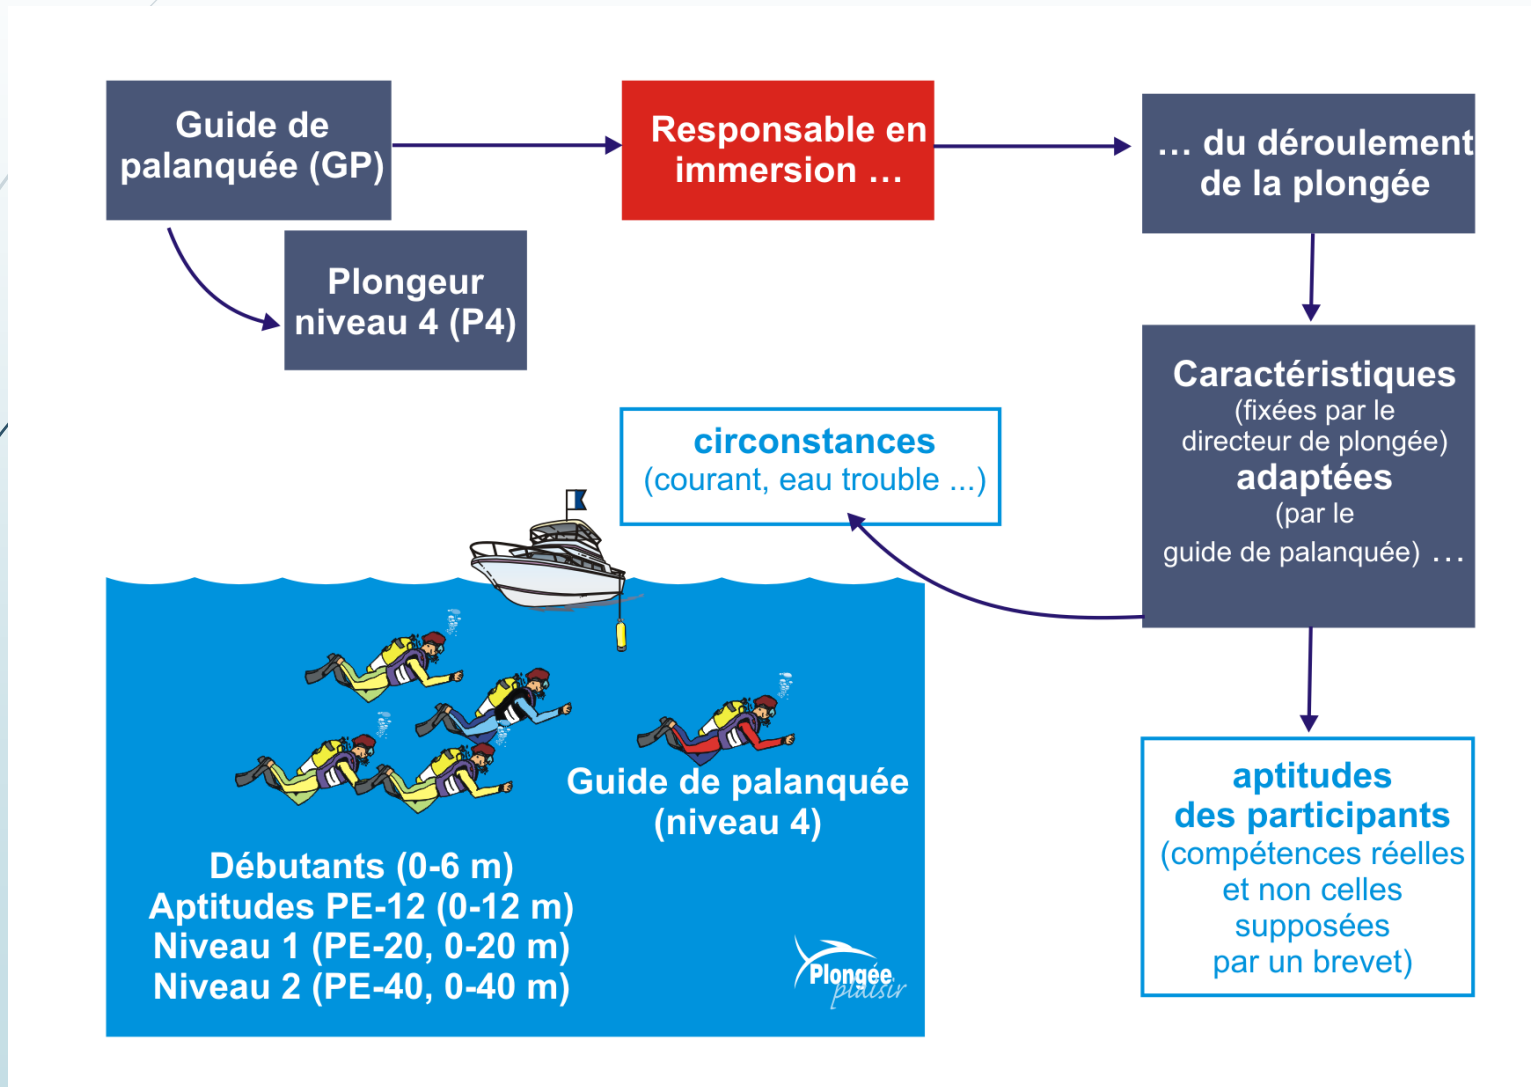 Guide de
palanquée (GP)
Responsable en
immersion …
… du déroulement
de la plongée
Plongeur
niveau 4 (P4)
Caractéristiques
(fixées par le
directeur de plongée)
adaptées
(par le
guide de palanquée) …
circonstances
(courant, eau trouble ...)
aptitudes
des participants
(compétences réelles
et non celles
supposées
par un brevet)
Guide de palanquée
(niveau 4)
Débutants (0-6 m)
Aptitudes PE-12 (0-12 m)
Niveau 1 (PE-20, 0-20 m)
Niveau 2 (PE-40, 0-40 m)
Plongée
plaisir